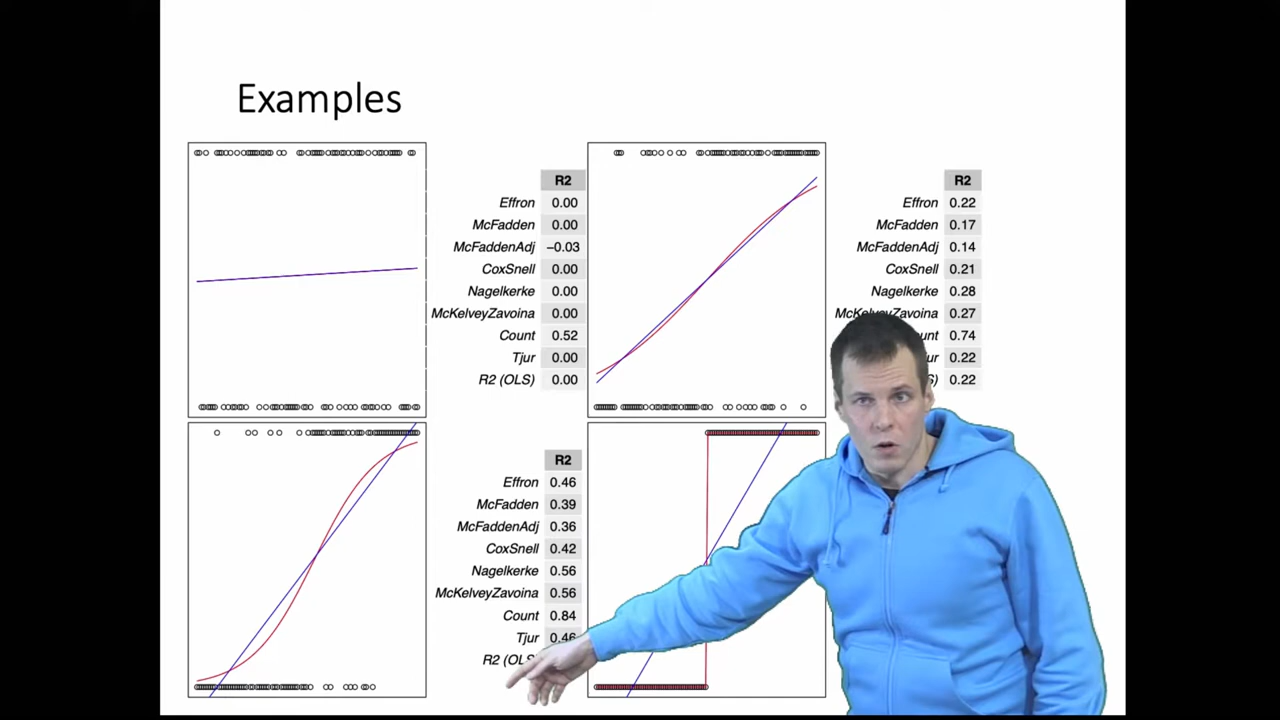 Examples
R2
Effron 0.00
McFadden 0.00
McFaddenAdj −0.03
CoxSnell 0.00
Nagelkerke 0.00
McKelveyZavoina 0.00
Count 0.52
Tjur 0.00
R2 (OLS) 0.00
R2
Effron 0.22
McFadden 0.17
McFaddenAdj 0.14
CoxSnell 0.21
Nagelkerke 0.28
McKelveyZavoina 0.27
0.74
0.22
0.22
R2
Effron 0.46
McFadden 0.39
McFaddenAdj 0.36
CoxSnell 0.42
Nagelkerke 0.56
McKelveyZavoina 0.56
Count 0.84
Tjur 0.46
R2